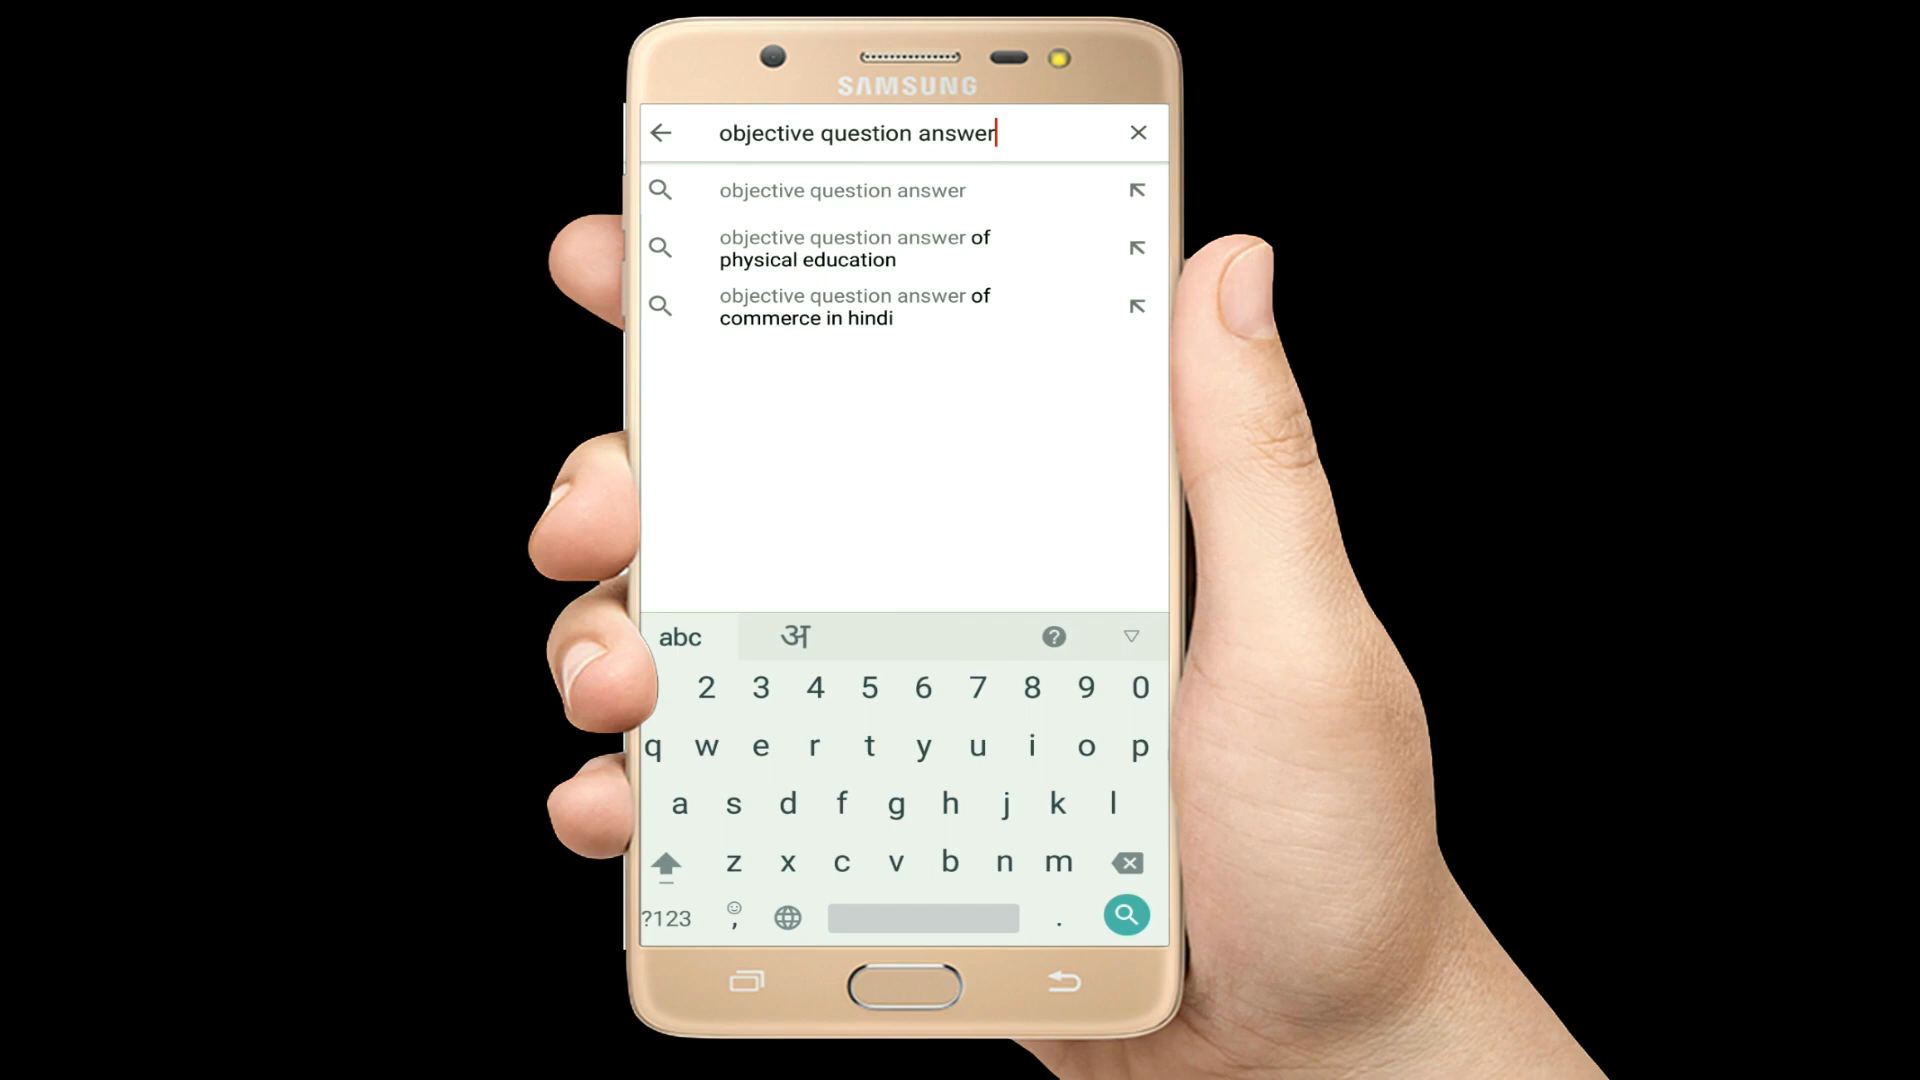 SAMSUNG
objective question answer
objective question answer
objective question answer of
physical education
objective question answer of
commerce in hindi
abc अ ?
2 3 4 5 6 7 8 9 0
q w e r t y u i o p
a s d f g h j k l
z x c v b n m
?123 , .